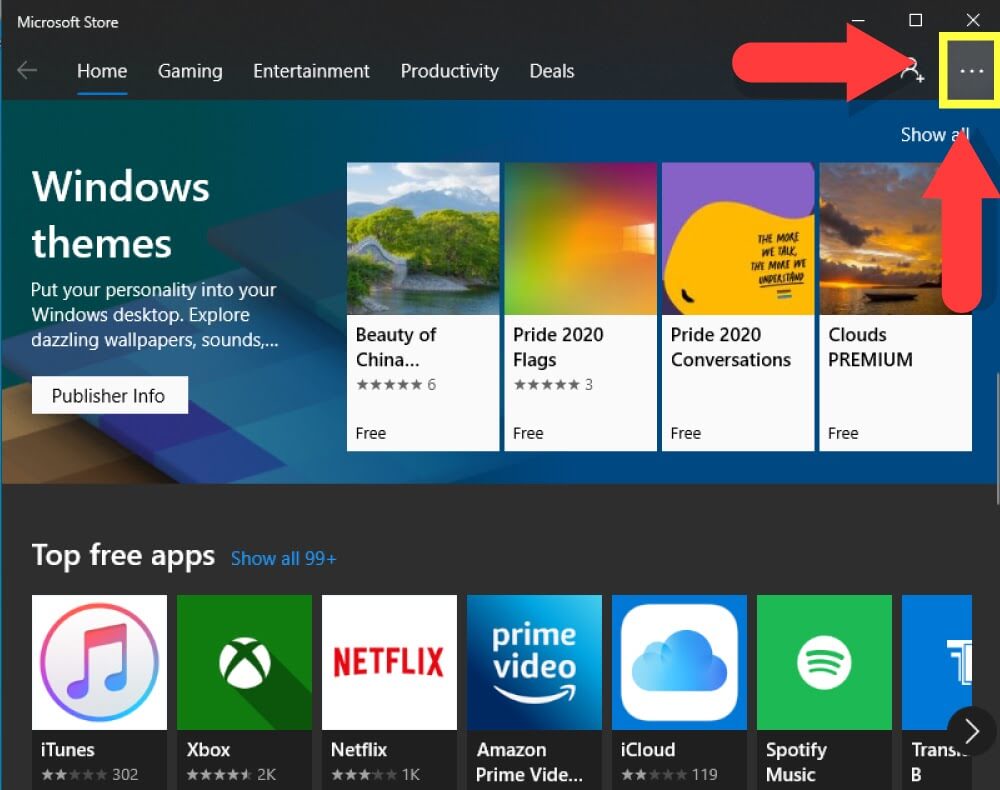 Microsoft Store
Home Gaming Entertainment Productivity Deals
Show all
Windows
themes
Put your personality into your
Windows desktop. Explore
dazzling wallpapers, sounds,...
Publisher Info
THE MORE
WE TALK,
THE MORE WE
UNDERSTAND
Beauty of
China...
6
Free
Pride 2020
Flags
3
Free
Pride 2020
Conversations
Free
Clouds
PREMIUM
Free
Top free apps Show all 99+
NETFLIX
prime
video
iTunes
302
Xbox
2K
Netflix
1K
Amazon
Prime Vide...
iCloud
119
Spotify
Music
B